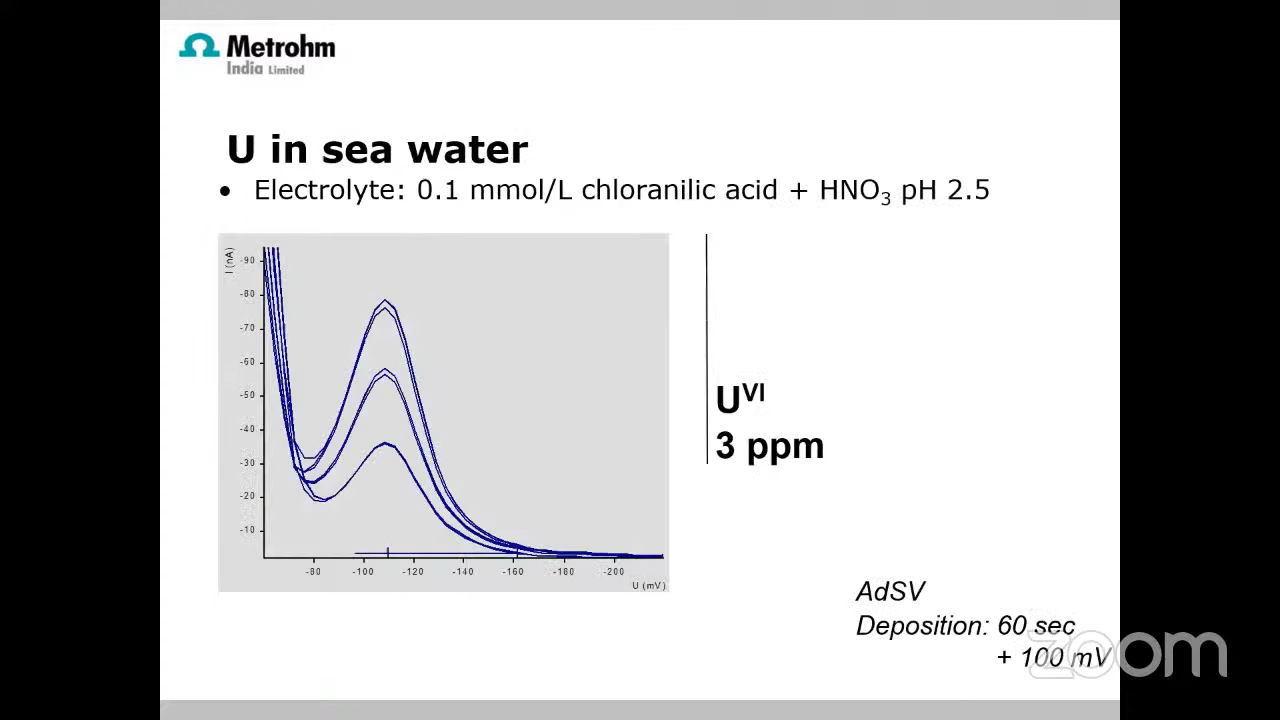 Metrohm
India Limited
U in sea water
• Electrolyte: 0.1 mmol/L chloranilic acid + HNO₃ pH 2.5
I (nA)
-90
-80
-70
-60
-50
-40
-30
-20
-10
-80 -100 -120 -140 -160 -180 -200
U (mV)
Uⱽᴵ
3 ppm
AdSV
Deposition: 60 sec
+ 100 mV
zoom